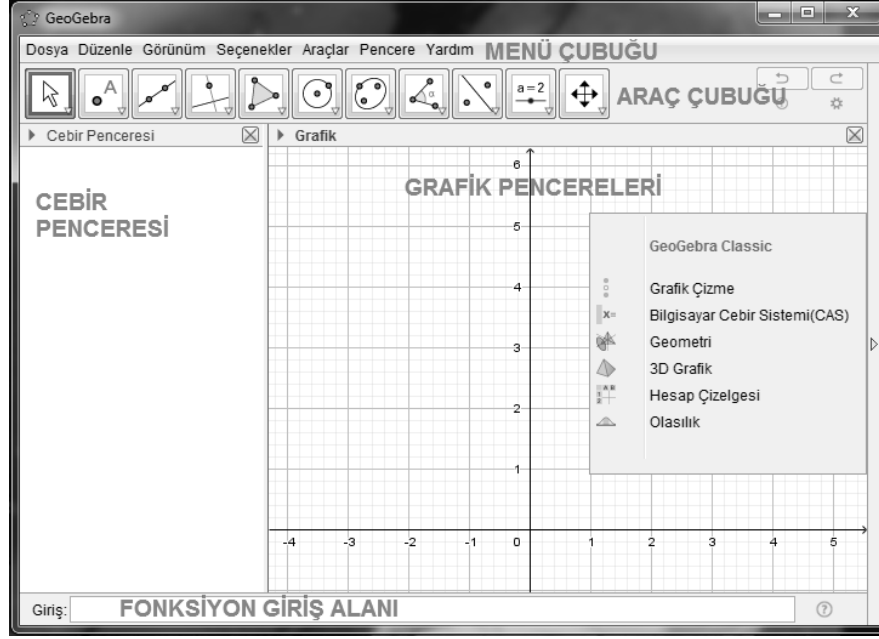 GeoGebra
Dosya Düzenle Görünüm Seçenekler Araçlar Pencere Yardım MENÜ ÇUBUĞU
A α a = 2 ARAÇ ÇUBUĞU
Cebir Penceresi
Grafik
CEBİR
PENCERESİ
GRAFİK PENCERELERİ
6
5
4
3
2
1
-4 -3 -2 -1 0 1 2 3 4 5
GeoGebra Classic
Grafik Çizme
X= Bilgisayar Cebir Sistemi(CAS)
Geometri
3D Grafik
A B
1
2
Hesap Çizelgesi
Olasılık
Giriş: FONKSİYON GİRİŞ ALANI ?